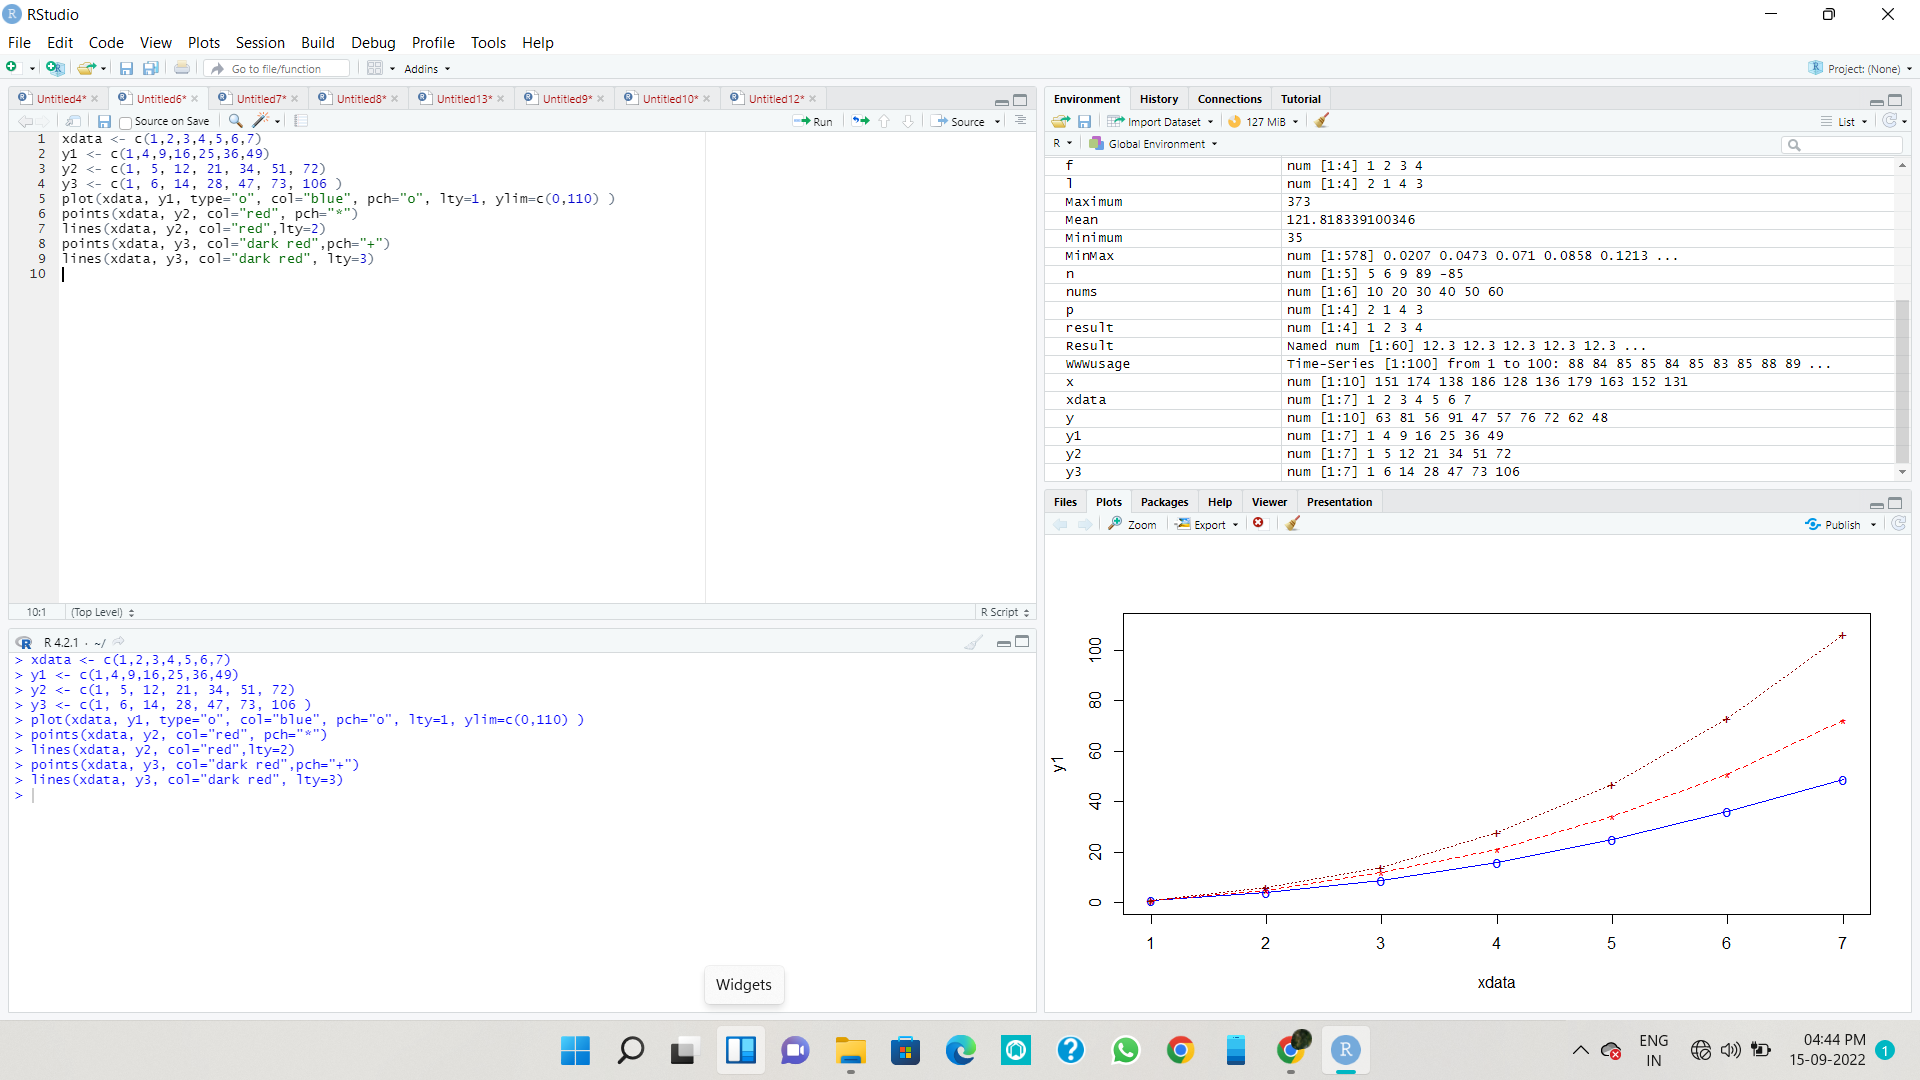 RStudio
File Edit Code View Plots Session Build Debug Profile Tools Help
Go to file/function Addins Project: (None)
Untitled4* Untitled6* Untitled7* Untitled8* Untitled13* Untitled9* Untitled10* Untitled12*
Source on Save Run Source
1 xdata <- c(1,2,3,4,5,6,7)
2 y1 <- c(1,4,9,16,25,36,49)
3 y2 <- c(1, 5, 12, 21, 34, 51, 72)
4 y3 <- c(1, 6, 14, 28, 47, 73, 106 )
5 plot(xdata, y1, type="o", col="blue", pch="o", lty=1, ylim=c(0,110) )
6 points(xdata, y2, col="red", pch="*")
7 lines(xdata, y2, col="red",lty=2)
8 points(xdata, y3, col="dark red",pch="+")
9 lines(xdata, y3, col="dark red", lty=3)
10
10:1 (Top Level) R Script
R 4.2.1 · ~/
> xdata <- c(1,2,3,4,5,6,7)
> y1 <- c(1,4,9,16,25,36,49)
> y2 <- c(1, 5, 12, 21, 34, 51, 72)
> y3 <- c(1, 6, 14, 28, 47, 73, 106 )
> plot(xdata, y1, type="o", col="blue", pch="o", lty=1, ylim=c(0,110) )
> points(xdata, y2, col="red", pch="*")
> lines(xdata, y2, col="red",lty=2)
> points(xdata, y3, col="dark red",pch="+")
> lines(xdata, y3, col="dark red", lty=3)
>
Environment History Connections Tutorial
Import Dataset 127 MiB List
R Global Environment
f num [1:4] 1 2 3 4
l num [1:4] 2 1 4 3
Maximum 373
Mean 121.818339100346
Minimum 35
MinMax num [1:578] 0.0207 0.0473 0.071 0.0858 0.1213 ...
n num [1:5] 5 6 9 89 -85
nums num [1:6] 10 20 30 40 50 60
p num [1:4] 2 1 4 3
result num [1:4] 1 2 3 4
Result Named num [1:60] 12.3 12.3 12.3 12.3 12.3 ...
WWWusage Time-Series [1:100] from 1 to 100: 88 84 85 85 84 85 83 85 88 89 ...
x num [1:10] 151 174 138 186 128 136 179 163 152 131
xdata num [1:7] 1 2 3 4 5 6 7
y num [1:10] 63 81 56 91 47 57 76 72 62 48
y1 num [1:7] 1 4 9 16 25 36 49
y2 num [1:7] 1 5 12 21 34 51 72
y3 num [1:7] 1 6 14 28 47 73 106
Files Plots Packages Help Viewer Presentation
Zoom Export Publish
100
80
60
40
20
0
y1
1 2 3 4 5 6 7
xdata
Widgets
ENG
IN
04:44 PM
15-09-2022
1